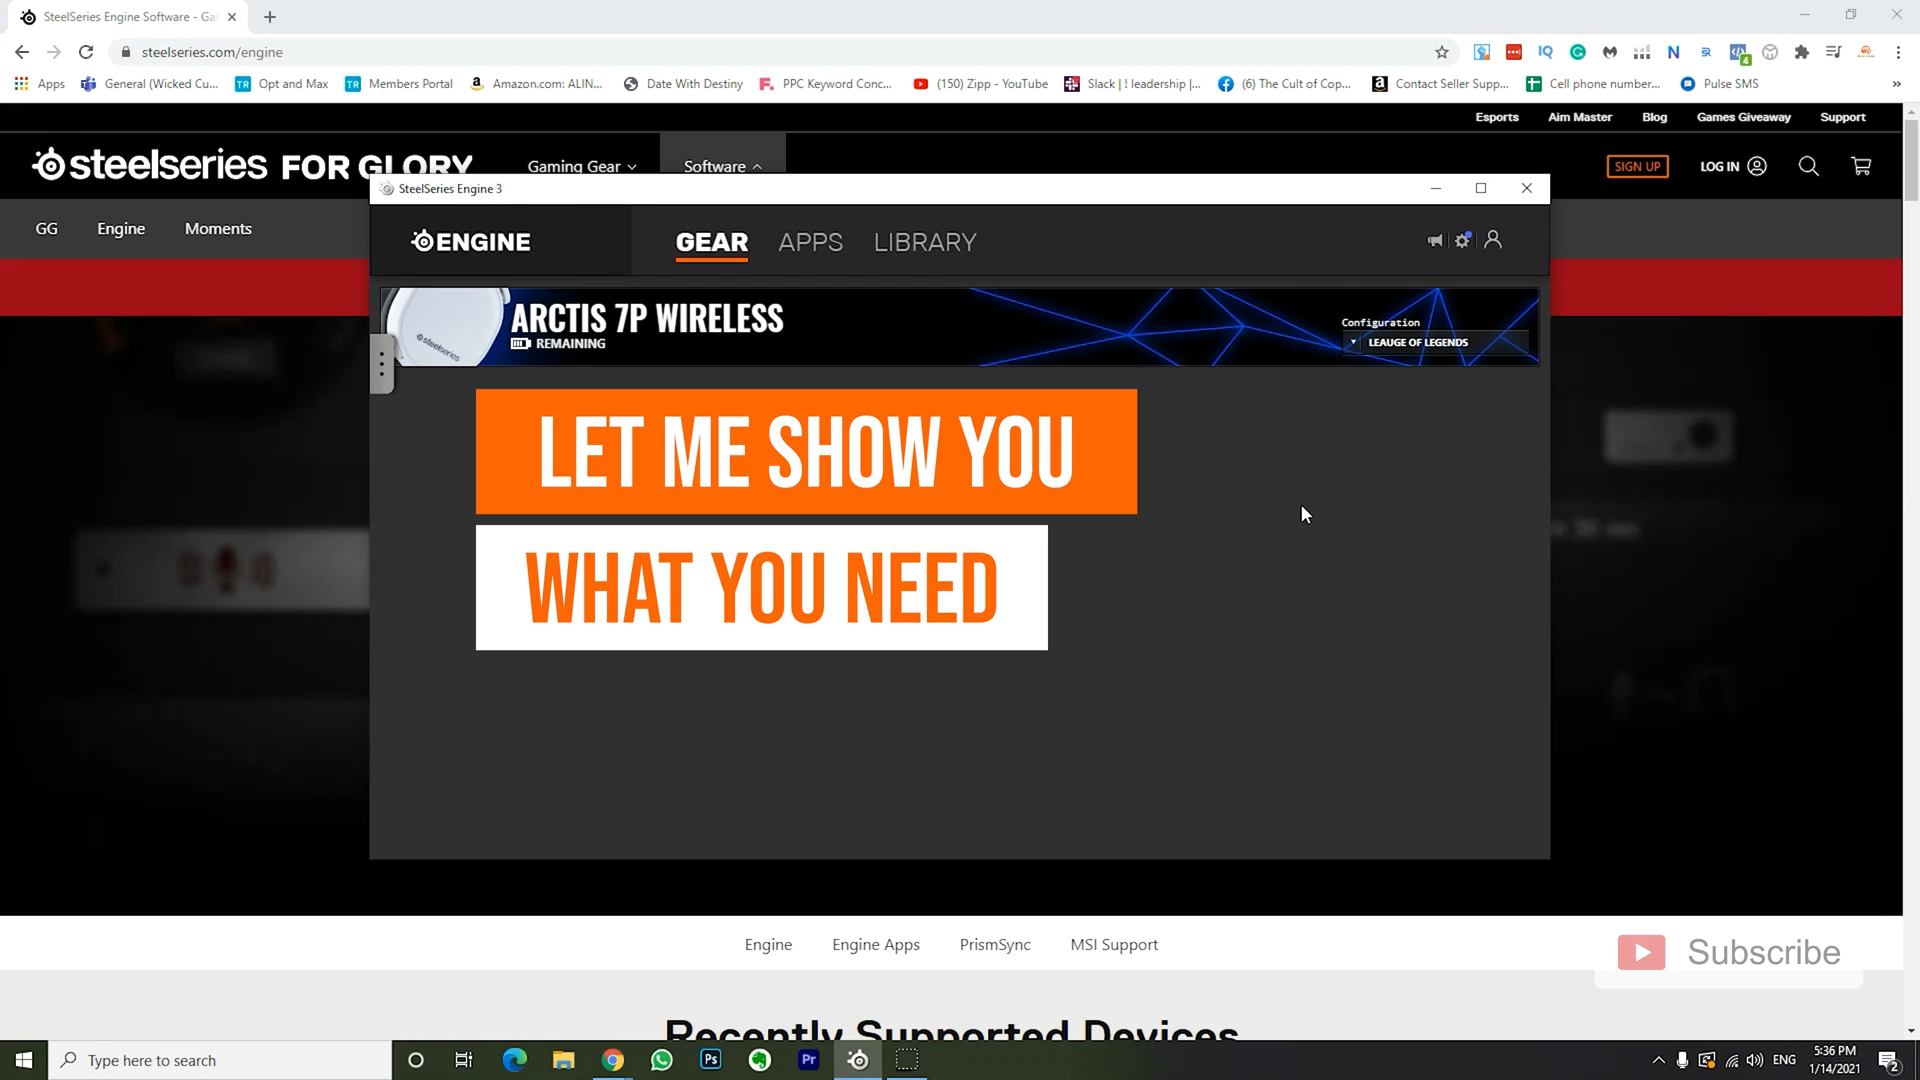 SteelSeries Engine Software - Ga
steelseries.com/engine
Apps
General (Wicked Cu...
Opt and Max
Members Portal
Amazon.com: ALIN...
Date With Destiny
PPC Keyword Conc...
(150) Zipp - YouTube
Slack | ! leadership |...
(6) The Cult of Cop...
Contact Seller Supp...
Cell phone number...
Pulse SMS
Esports
Aim Master
Blog
Games Giveaway
Support
steelseries FOR GLORY
Gaming Gear
Software
SIGN UP
LOG IN
GG
Engine
Moments
SteelSeries Engine 3
ENGINE
GEAR
APPS
LIBRARY
steelseries
ARCTIS 7P WIRELESS
REMAINING
Configuration
LEAUGE OF LEGENDS
LET ME SHOW YOU
WHAT YOU NEED
Engine
Engine Apps
PrismSync
MSI Support
Subscribe
Recently Supported Devices
Type here to search
Ps
Pr
ENG
5:36 PM
1/14/2021
2